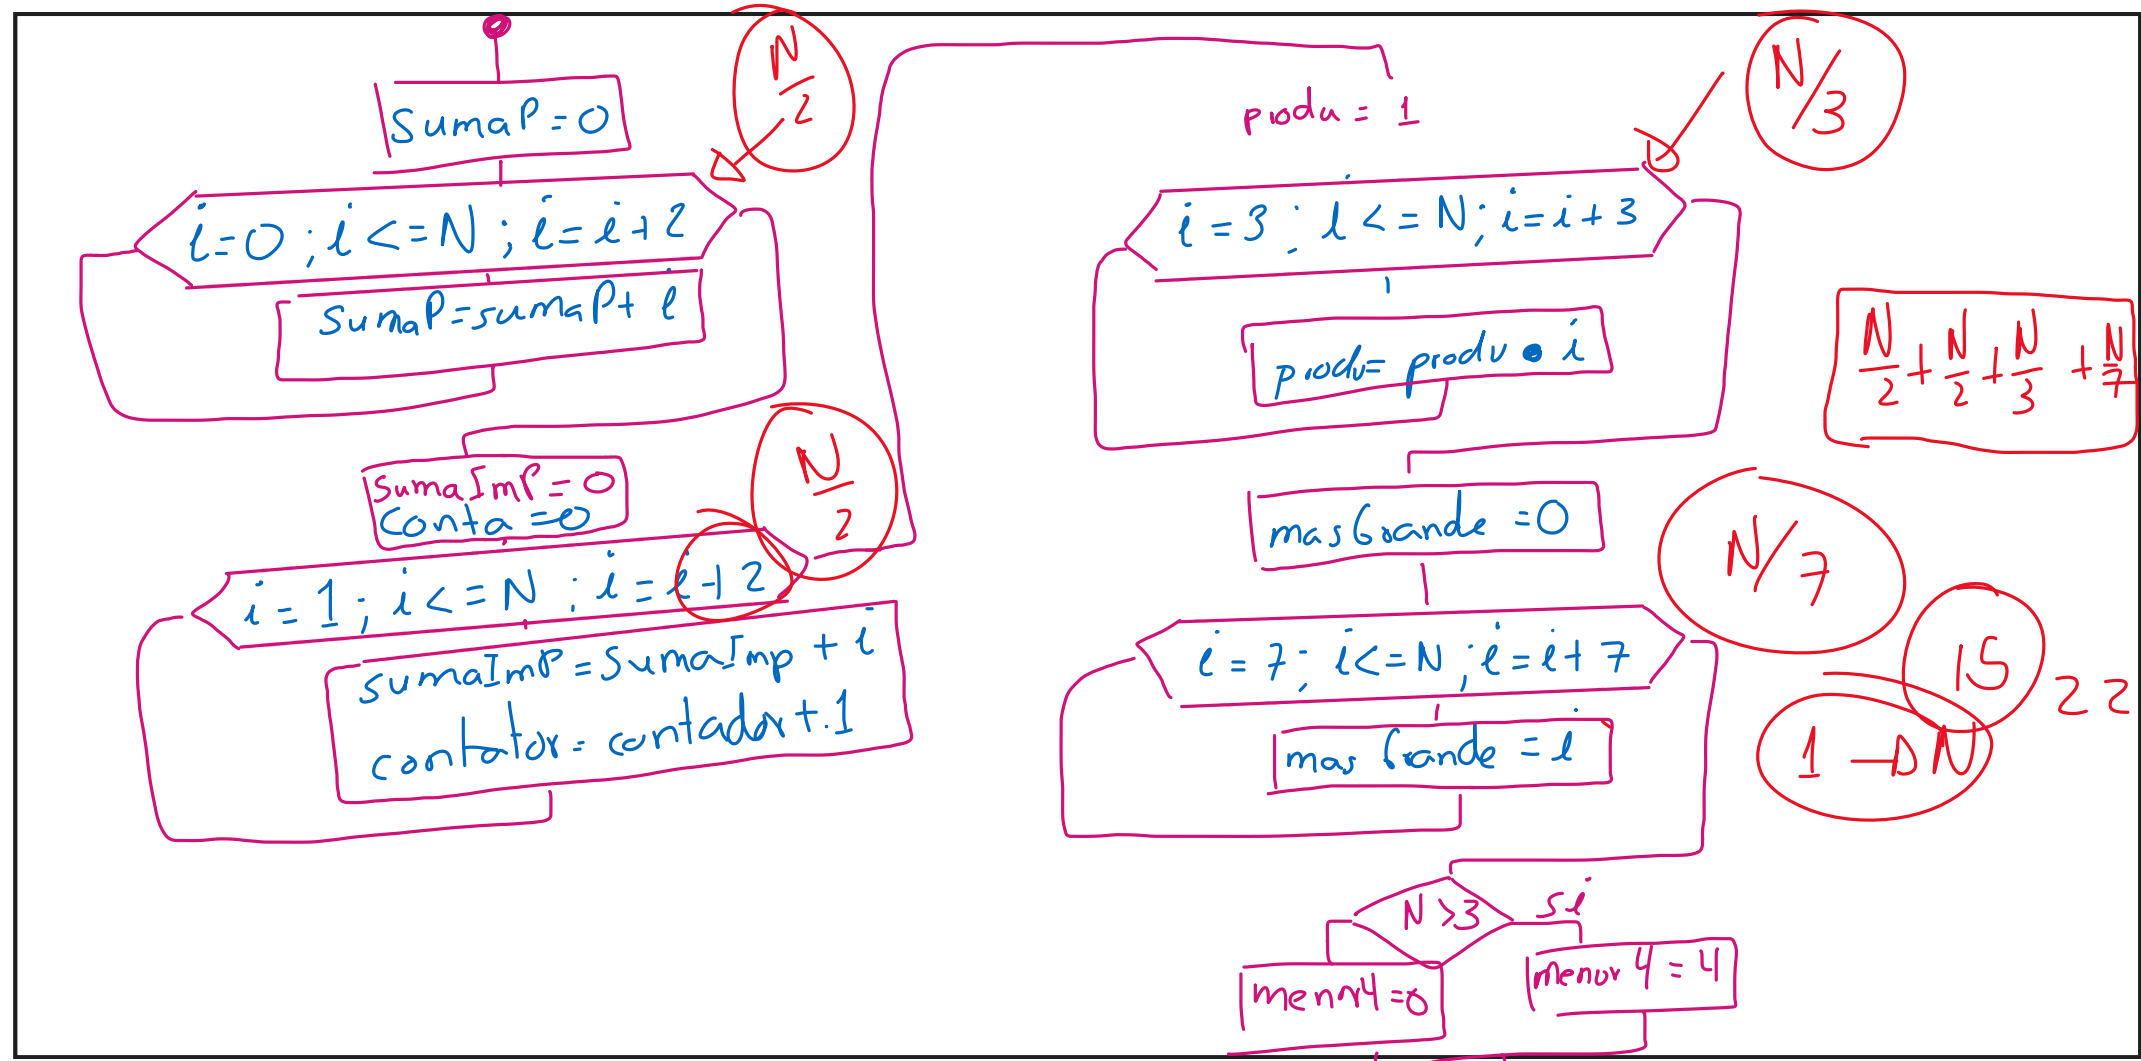 SumaP = 0
N/2
i=0 ; i <= N ; i = i+2
SumaP = sumaP + i
SumaImP = 0
Conta = 0
N/2
i = 1 ; i <= N ; i = i+2
sumaImP = SumaImp + i
contator = contador + 1
produ = 1
N/3
i = 3 ; i <= N ; i = i + 3
produ = produ • i
N/2 + N/2 + N/3 + N/7
masGrande = 0
N/7
i = 7 ; i <= N ; i = i + 7
15
22
mas Grande = i
1 → N
N > 3
si
menor4 = 0
menor 4 = 4